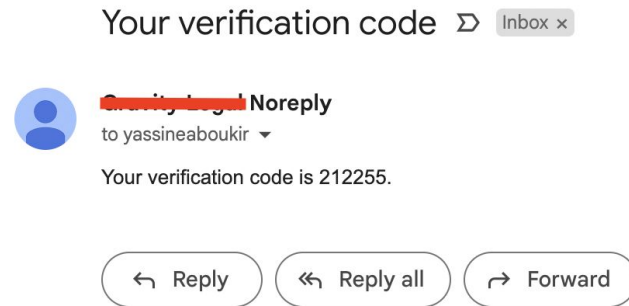 Your verification code Inbox ×
Noreply
to yassineaboukir
Your verification code is 212255.
Reply Reply all Forward